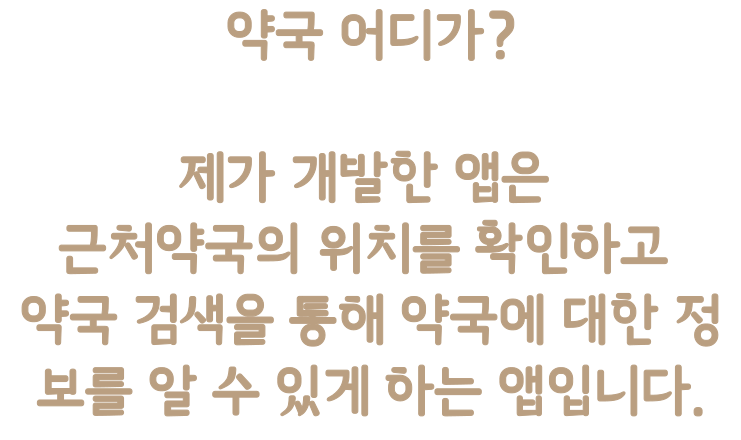 약국 어디가?
제가 개발한 앱은
근처약국의 위치를 확인하고
약국 검색을 통해 약국에 대한 정
보를 알 수 있게 하는 앱입니다.